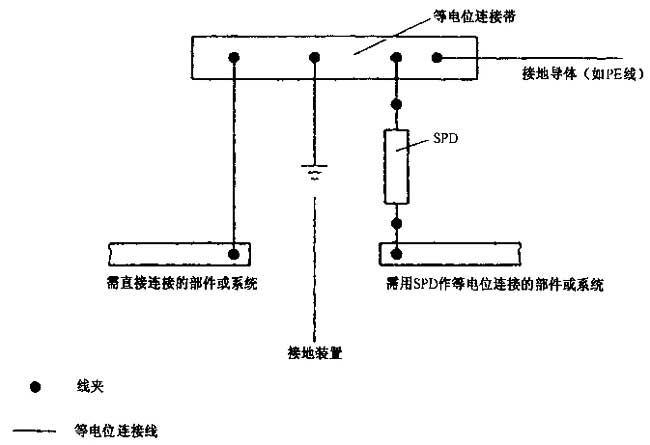 等电位连接带
接地导体（如PE线）
SPD
需直接连接的部件或系统
需用SPD作等电位连接的部件或系统
接地装置
线夹
等电位连接线